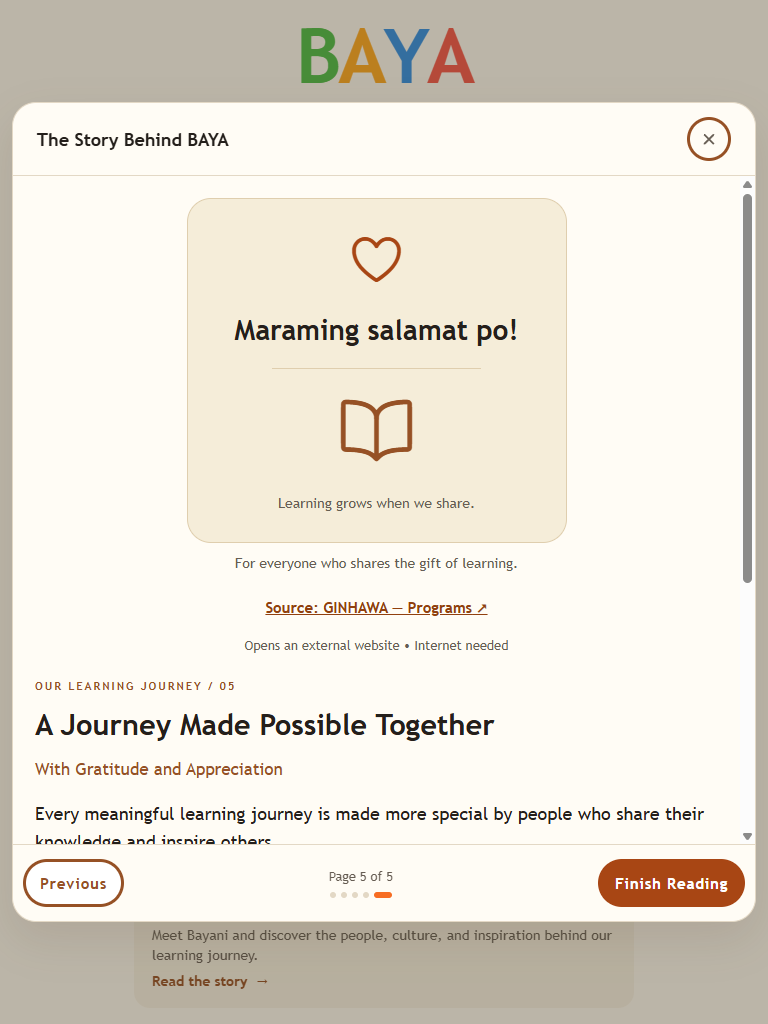 BAYA
The Story Behind BAYA
Maraming salamat po!
Learning grows when we share.
For everyone who shares the gift of learning.
Source: GINHAWA — Programs ↗
Opens an external website • Internet needed
OUR LEARNING JOURNEY / 05
A Journey Made Possible Together
With Gratitude and Appreciation
Every meaningful learning journey is made more special by people who share their
knowledge and inspire others.
Previous
Page 5 of 5
Finish Reading
Meet Bayani and discover the people, culture, and inspiration behind our
learning journey.
Read the story →